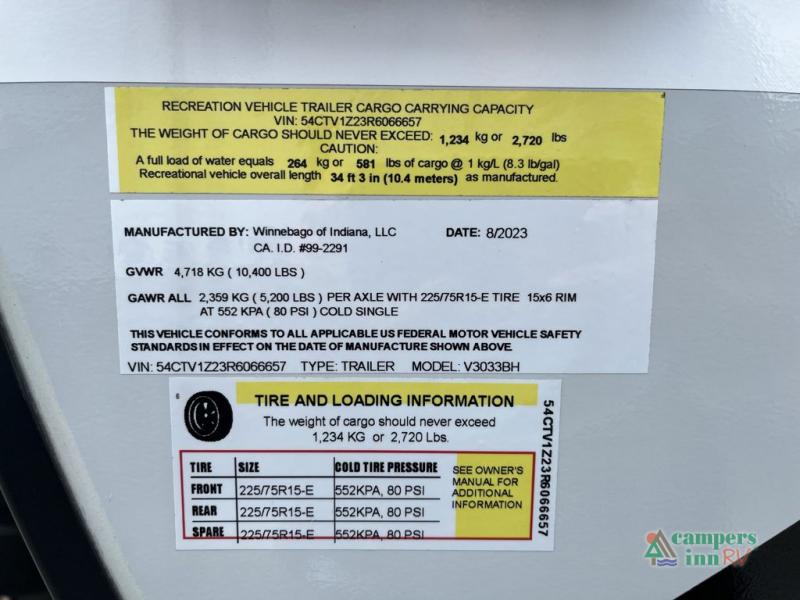 RECREATION VEHICLE TRAILER CARGO CARRYING CAPACITY
VIN: 54CTV1Z23R6066657
THE WEIGHT OF CARGO SHOULD NEVER EXCEED: 1,234 kg or 2,720 lbs
CAUTION:
A full load of water equals 264 kg or 581 lbs of cargo @ 1 kg/L (8.3 lb/gal)
Recreational vehicle overall length 34 ft 3 in (10.4 meters) as manufactured.
MANUFACTURED BY: Winnebago of Indiana, LLC DATE: 8/2023
CA. I.D. #99-2291
GVWR 4,718 KG ( 10,400 LBS )
GAWR ALL 2,359 KG ( 5,200 LBS ) PER AXLE WITH 225/75R15-E TIRE 15x6 RIM
AT 552 KPA ( 80 PSI ) COLD SINGLE
THIS VEHICLE CONFORMS TO ALL APPLICABLE US FEDERAL MOTOR VEHICLE SAFETY
STANDARDS IN EFFECT ON THE DATE OF MANUFACTURE SHOWN ABOVE.
VIN: 54CTV1Z23R6066657 TYPE: TRAILER MODEL: V3033BH
6
TIRE AND LOADING INFORMATION
The weight of cargo should never exceed
1,234 KG or 2,720 Lbs.
TIRE SIZE COLD TIRE PRESSURE
FRONT 225/75R15-E 552KPA, 80 PSI
REAR 225/75R15-E 552KPA, 80 PSI
SPARE 225/75R15-E 552KPA, 80 PSI
SEE OWNER'S
MANUAL FOR
ADDITIONAL
INFORMATION
54CTV1Z23R6066657
campers
inn RV